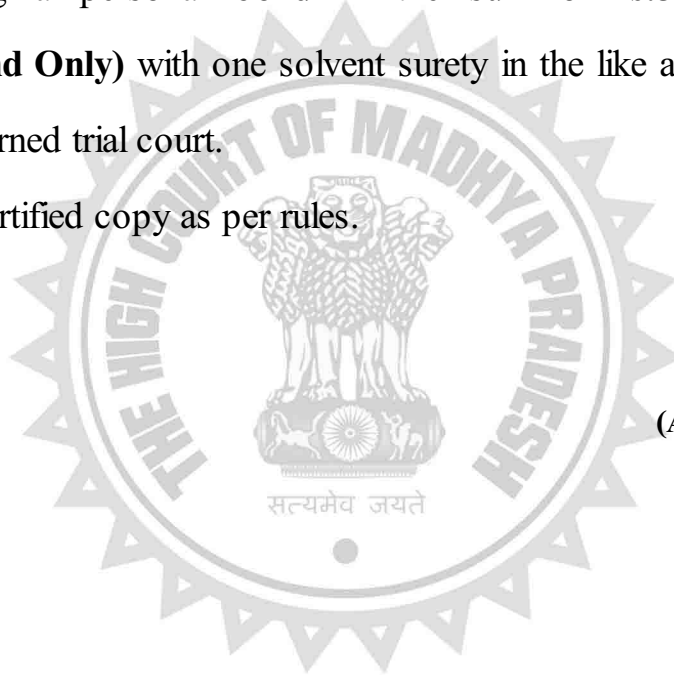 nd Only) with one solvent surety in the like a
rned trial court.
rtified copy as per rules.
THE HIGH COURT OF MADHYA PRADESH
(A
सत्यमेव जयते